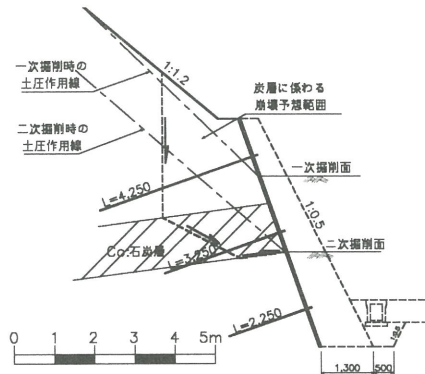 一次掘削時の
土圧作用線
1:1.2
炭層に係わる
崩壊予想範囲
二次掘削時の
土圧作用線
一次掘削面
L=4.250
1:0.5
Co:石炭層
L=3.250
二次掘削面
L=2.250
0 1 2 3 4 5m
1,300 500